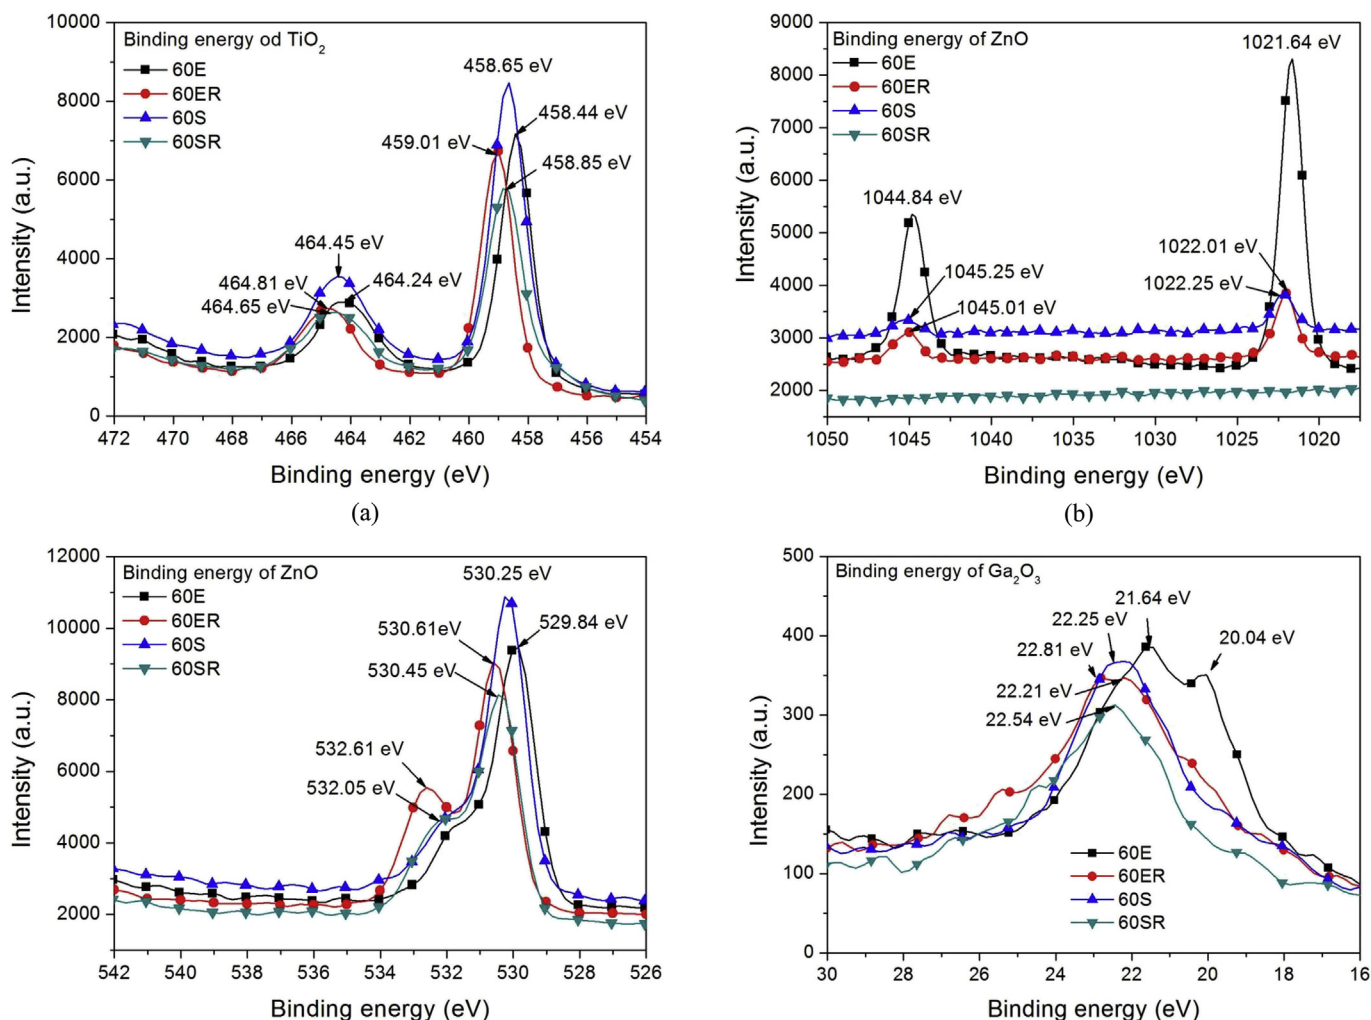 Binding energy od TiO₂
60E
60ER
60S
60SR
458.65 eV
458.44 eV
459.01 eV
458.85 eV
464.45 eV
464.81 eV
464.24 eV
464.65 eV
10000
8000
6000
4000
2000
0
Intensity (a.u.)
472 470 468 466 464 462 460 458 456 454
Binding energy (eV)
(a)
Binding energy of ZnO
60E
60ER
60S
60SR
1021.64 eV
1044.84 eV
1022.01 eV
1045.25 eV
1022.25 eV
1045.01 eV
9000
8000
7000
6000
5000
4000
3000
2000
Intensity (a.u.)
1050 1045 1040 1035 1030 1025 1020
Binding energy (eV)
(b)
Binding energy of ZnO
60E
60ER
60S
60SR
530.25 eV
529.84 eV
530.61eV
530.45 eV
532.61 eV
532.05 eV
12000
10000
8000
6000
4000
2000
Intensity (a.u.)
542 540 538 536 534 532 530 528 526
Binding energy (eV)
Binding energy of Ga₂O₃
21.64 eV
22.25 eV
20.04 eV
22.81 eV
22.21 eV
22.54 eV
60E
60ER
60S
60SR
500
400
300
200
100
0
Intensity (a.u.)
30 28 26 24 22 20 18 16
Binding energy (eV)